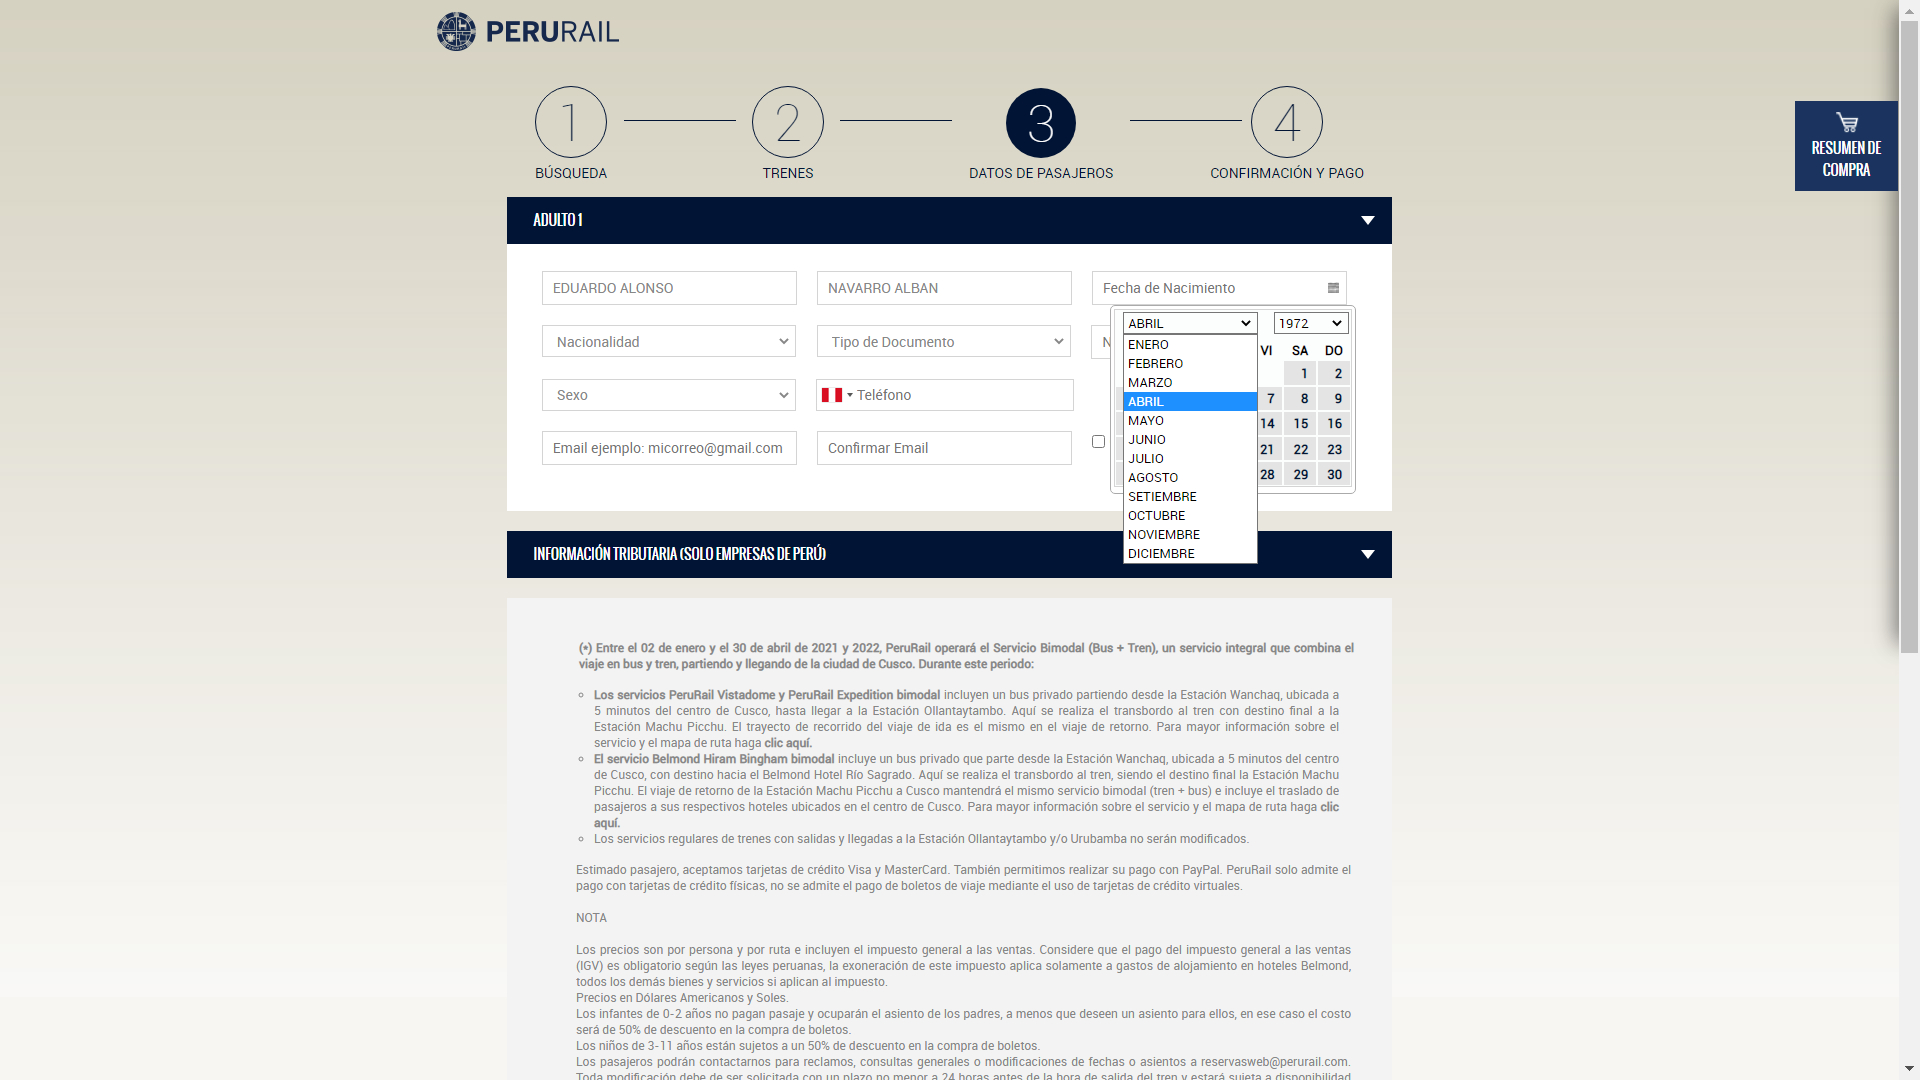 PERURAIL
1
2
3
4
BÚSQUEDA
TRENES
DATOS DE PASAJEROS
CONFIRMACIÓN Y PAGO
RESUMEN DE
COMPRA
ADULTO 1
EDUARDO ALONSO
NAVARRO ALBAN
Fecha de Nacimiento
Nacionalidad
Tipo de Documento
N
Sexo
Teléfono
Email ejemplo: micorreo@gmail.com
Confirmar Email
ABRIL
1972
ENERO
FEBRERO
MARZO
ABRIL
MAYO
JUNIO
JULIO
AGOSTO
SETIEMBRE
OCTUBRE
NOVIEMBRE
DICIEMBRE
VI SA DO
1 2
7 8 9
14 15 16
21 22 23
28 29 30
INFORMACIÓN TRIBUTARIA (SOLO EMPRESAS DE PERÚ)
(*) Entre el 02 de enero y el 30 de abril de 2021 y 2022, PeruRail operará el Servicio Bimodal (Bus + Tren), un servicio integral que combina el
viaje en bus y tren, partiendo y llegando de la ciudad de Cusco. Durante este periodo:
Los servicios PeruRail Vistadome y PeruRail Expedition bimodal incluyen un bus privado partiendo desde la Estación Wanchaq, ubicada a
5 minutos del centro de Cusco, hasta llegar a la Estación Ollantaytambo. Aquí se realiza el transbordo al tren con destino final a la
Estación Machu Picchu. El trayecto de recorrido del viaje de ida es el mismo en el viaje de retorno. Para mayor información sobre el
servicio y el mapa de ruta haga clic aquí.
El servicio Belmond Hiram Bingham bimodal incluye un bus privado que parte desde la Estación Wanchaq, ubicada a 5 minutos del centro
de Cusco, con destino hacia el Belmond Hotel Río Sagrado. Aquí se realiza el transbordo al tren, siendo el destino final la Estación Machu
Picchu. El viaje de retorno de la Estación Machu Picchu a Cusco mantendrá el mismo servicio bimodal (tren + bus) e incluye el traslado de
pasajeros a sus respectivos hoteles ubicados en el centro de Cusco. Para mayor información sobre el servicio y el mapa de ruta haga clic
aquí.
Los servicios regulares de trenes con salidas y llegadas a la Estación Ollantaytambo y/o Urubamba no serán modificados.
Estimado pasajero, aceptamos tarjetas de crédito Visa y MasterCard. También permitimos realizar su pago con PayPal. PeruRail solo admite el
pago con tarjetas de crédito físicas, no se admite el pago de boletos de viaje mediante el uso de tarjetas de crédito virtuales.
NOTA
Los precios son por persona y por ruta e incluyen el impuesto general a las ventas. Considere que el pago del impuesto general a las ventas
(IGV) es obligatorio según las leyes peruanas, la exoneración de este impuesto aplica solamente a gastos de alojamiento en hoteles Belmond,
todos los demás bienes y servicios si aplican al impuesto.
Precios en Dólares Americanos y Soles.
Los infantes de 0-2 años no pagan pasaje y ocuparán el asiento de los padres, a menos que deseen un asiento para ellos, en ese caso el costo
será de 50% de descuento en la compra de boletos.
Los niños de 3-11 años están sujetos a un 50% de descuento en la compra de boletos.
Los pasajeros podrán contactarnos para reclamos, consultas generales o modificaciones de fechas o asientos a reservasweb@perurail.com.
Toda modificación debe de ser solicitada con un plazo no menor a 24 horas antes de la hora de salida del tren y estará sujeta a disponibilidad